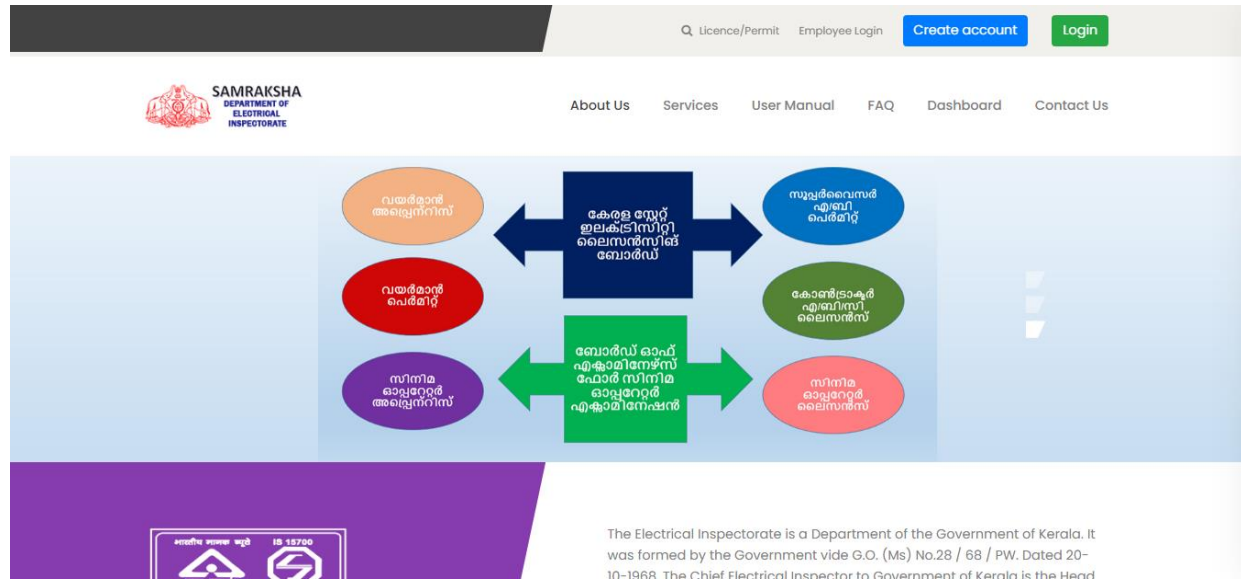 Licence/Permit Employee Login Create account Login
SAMRAKSHA
DEPARTMENT OF
ELECTRICAL
INSPECTORATE
About Us Services User Manual FAQ Dashboard Contact Us
വയർമാൻ
അപ്രെന്റിസ്
കേരള സ്റ്റേറ്റ്
ഇലക്ട്രിസിറ്റി
ലൈസൻസിങ്
ബോർഡ്
സൂപ്പർവൈസർ
എ/ബി
പെർമിറ്റ്
വയർമാൻ
പെർമിറ്റ്
കോൺട്രാക്ടർ
എ/ബി/സി
ലൈസൻസ്
സിനിമ
ഓപ്പറേറ്റർ
അപ്രെന്റിസ്
ബോർഡ് ഓഫ്
എക്സാമിനേഴ്സ്
ഫോർ സിനിമ
ഓപ്പറേറ്റർ
എക്സാമിനേഷൻ
സിനിമ
ഓപ്പറേറ്റർ
ലൈസൻസ്
भारतीय मानक ब्यूरो IS 15700
The Electrical Inspectorate is a Department of the Government of Kerala. It
was formed by the Government vide G.O. (Ms) No.28 / 68 / PW. Dated 20-
10-1968. The Chief Electrical Inspector to Government of Kerala is the Head